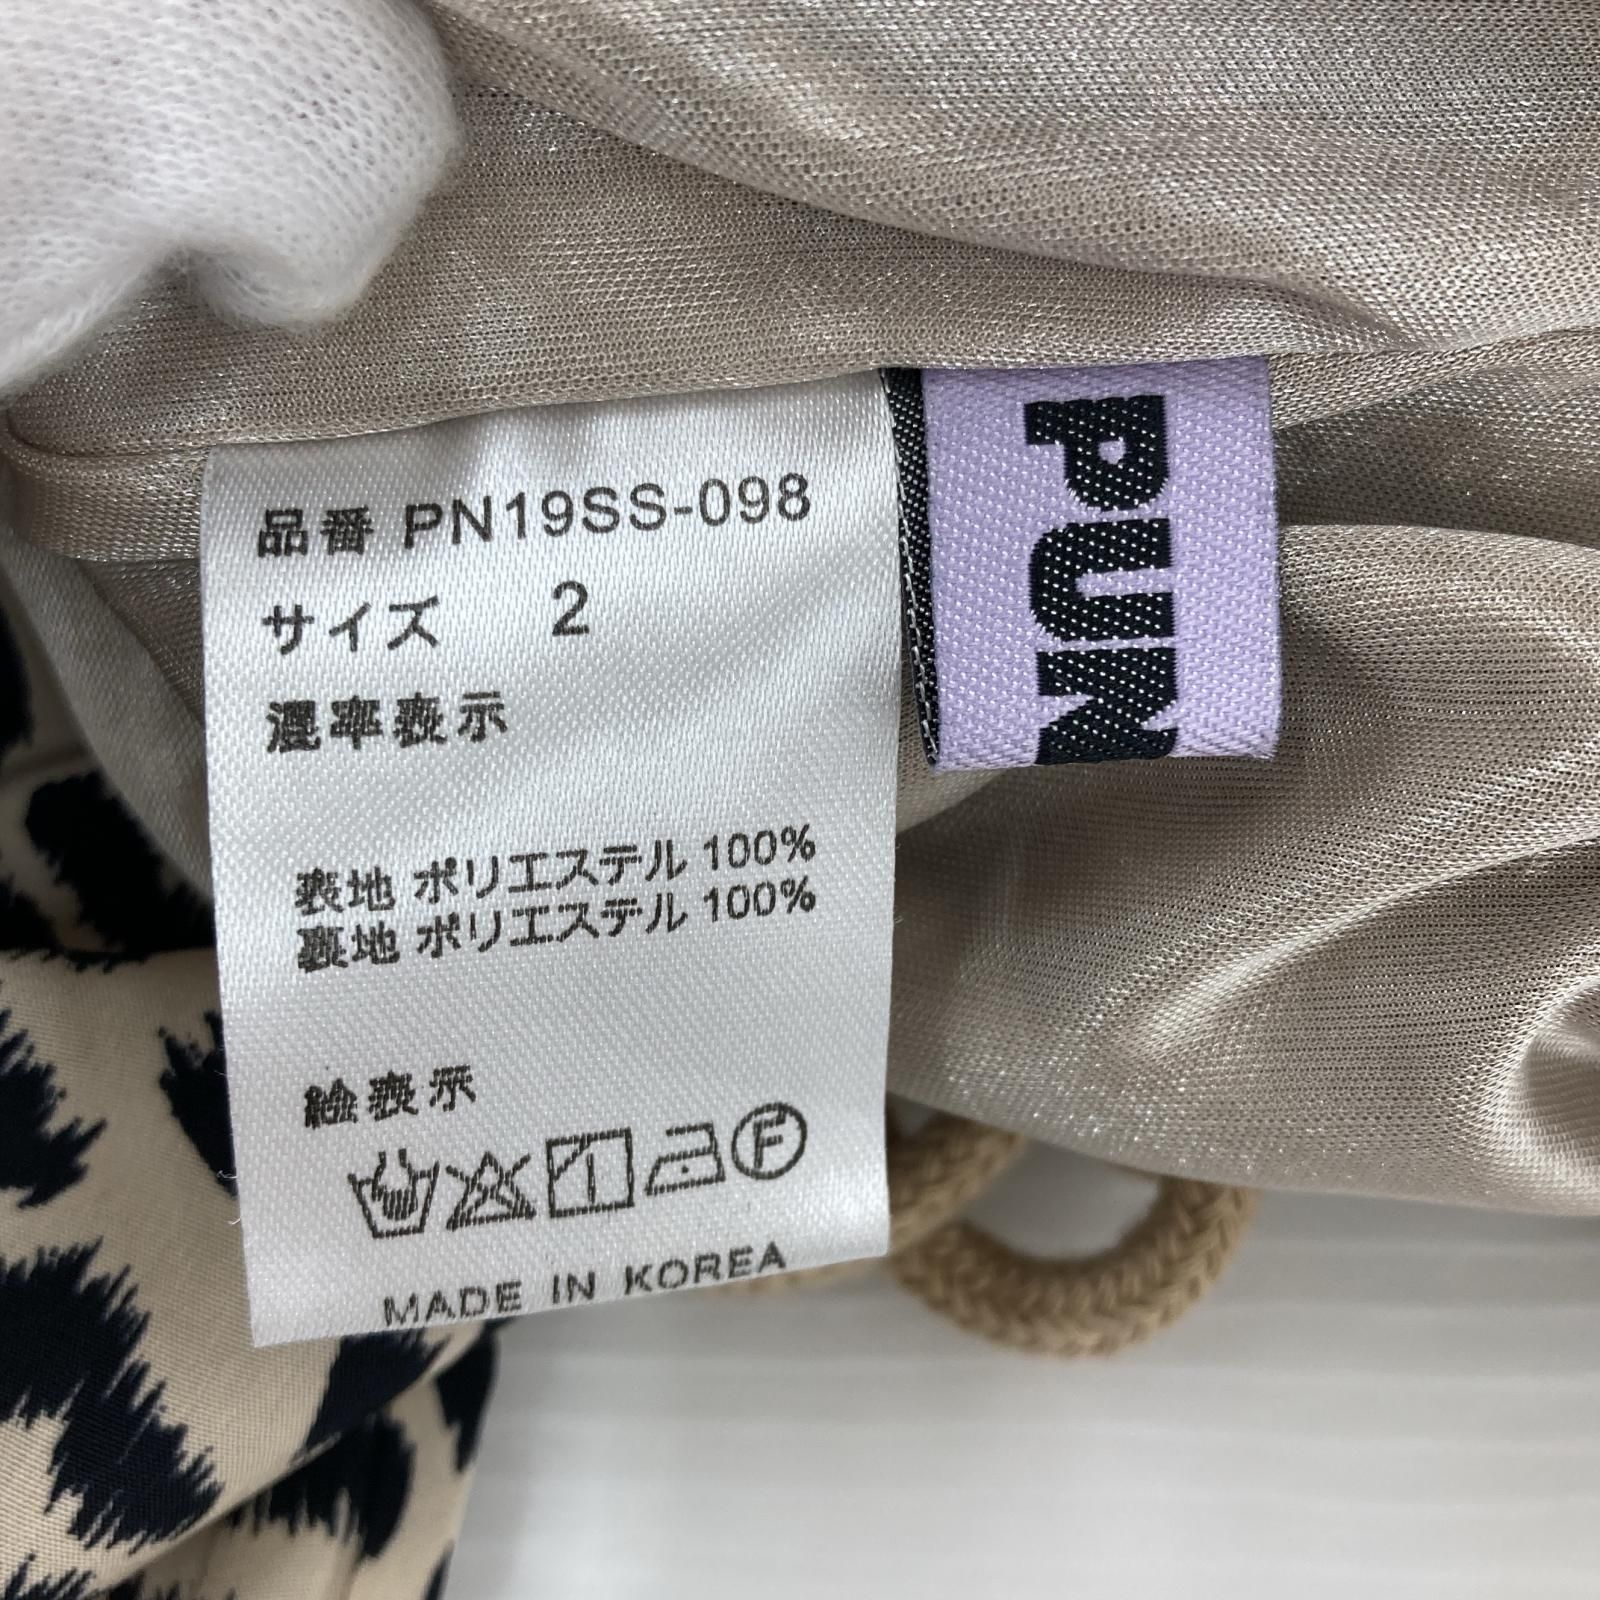 品番 PN19SS-098
サイズ 2
混率表示
表地 ポリエステル 100%
裏地 ポリエステル 100%
絵表示
F
MADE IN KOREA
PUN